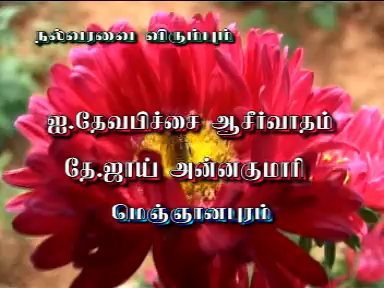 நல்வரவை விரும்பும்
ஐ.தேவபிச்சை ஆசீர்வாதம்
தே.ஜாய் அன்னகுமாரி
மெஞ்ஞானபுரம்